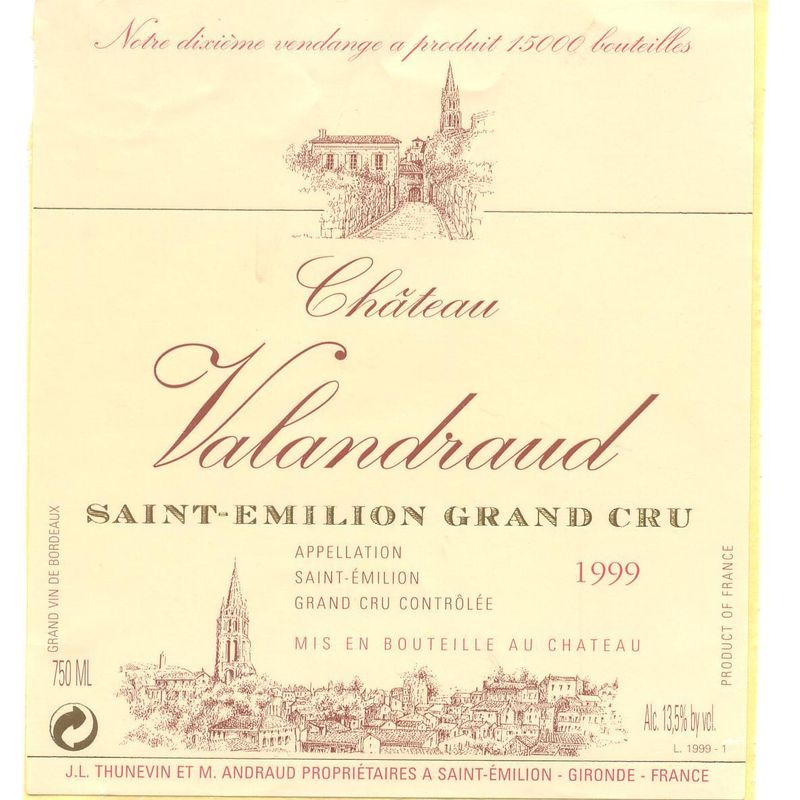 Notre dixième vendange a produit 15000 bouteilles
Château
Valandraud
SAINT-EMILION GRAND CRU
APPELLATION
SAINT-ÉMILION
GRAND CRU CONTRÔLÉE
1999
MIS EN BOUTEILLE AU CHATEAU
GRAND VIN DE BORDEAUX
750 ML
PRODUCT OF FRANCE
Alc. 13,5% by vol.
L. 1999 - 1
J.L. THUNEVIN ET M. ANDRAUD PROPRIÉTAIRES A SAINT-ÉMILION - GIRONDE - FRANCE